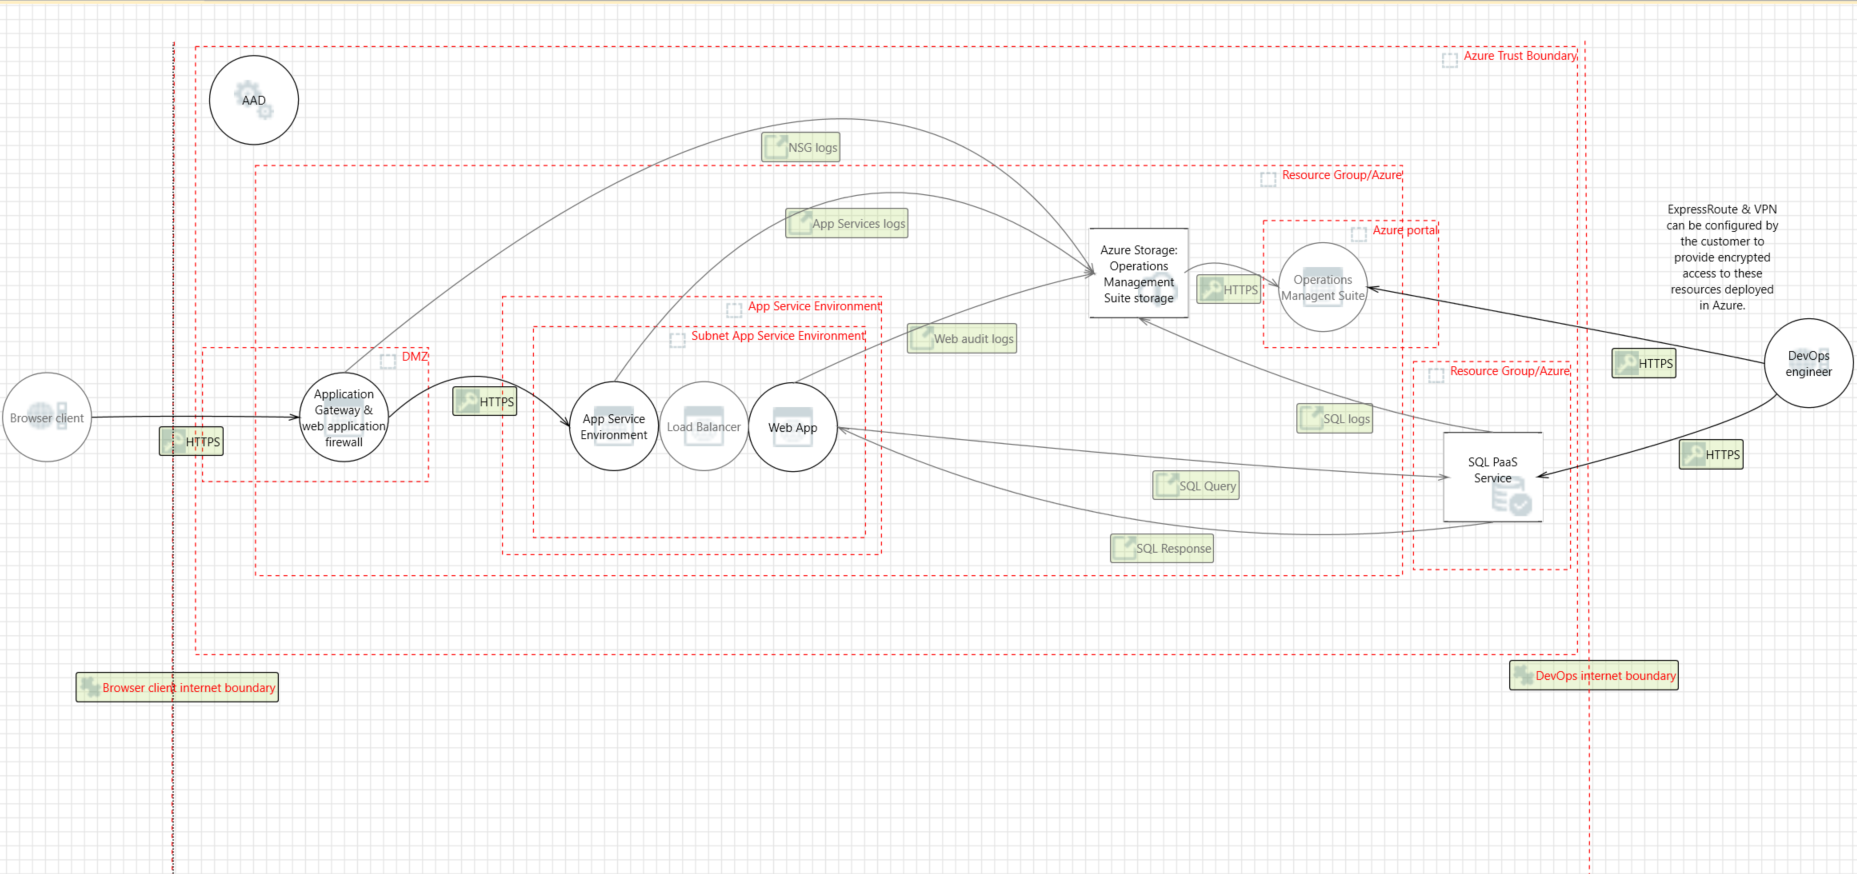 Azure Trust Boundary
AAD
NSG logs
Resource Group/Azure
App Services logs
ExpressRoute & VPN
can be configured by
the customer to
provide encrypted
access to these
resources deployed
in Azure.
Azure Storage:
Operations
Management
Suite storage
Azure portal
HTTPS
Operations
Managent Suite
App Service Environment
Subnet App Service Environment
Web audit logs
DMZ
HTTPS
DevOps
engineer
Resource Group/Azure
Browser client
HTTPS
Application
Gateway &
web application
firewall
HTTPS
App Service
Environment
Load Balancer
Web App
SQL logs
HTTPS
SQL PaaS
Service
SQL Query
SQL Response
Browser client internet boundary
DevOps internet boundary